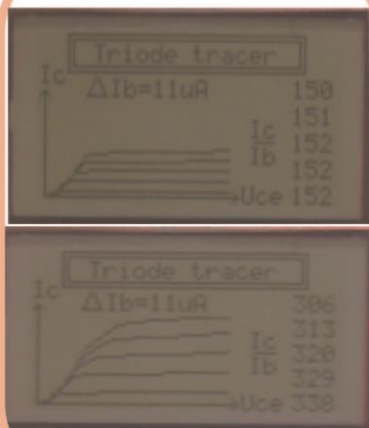 Triode tracer
Ic
ΔIb=11uA 150
151
Ic 152
Ib 152
Uce 152
Triode tracer
Ic
ΔIb=11uA 306
313
Ic 320
Ib 329
Uce 338